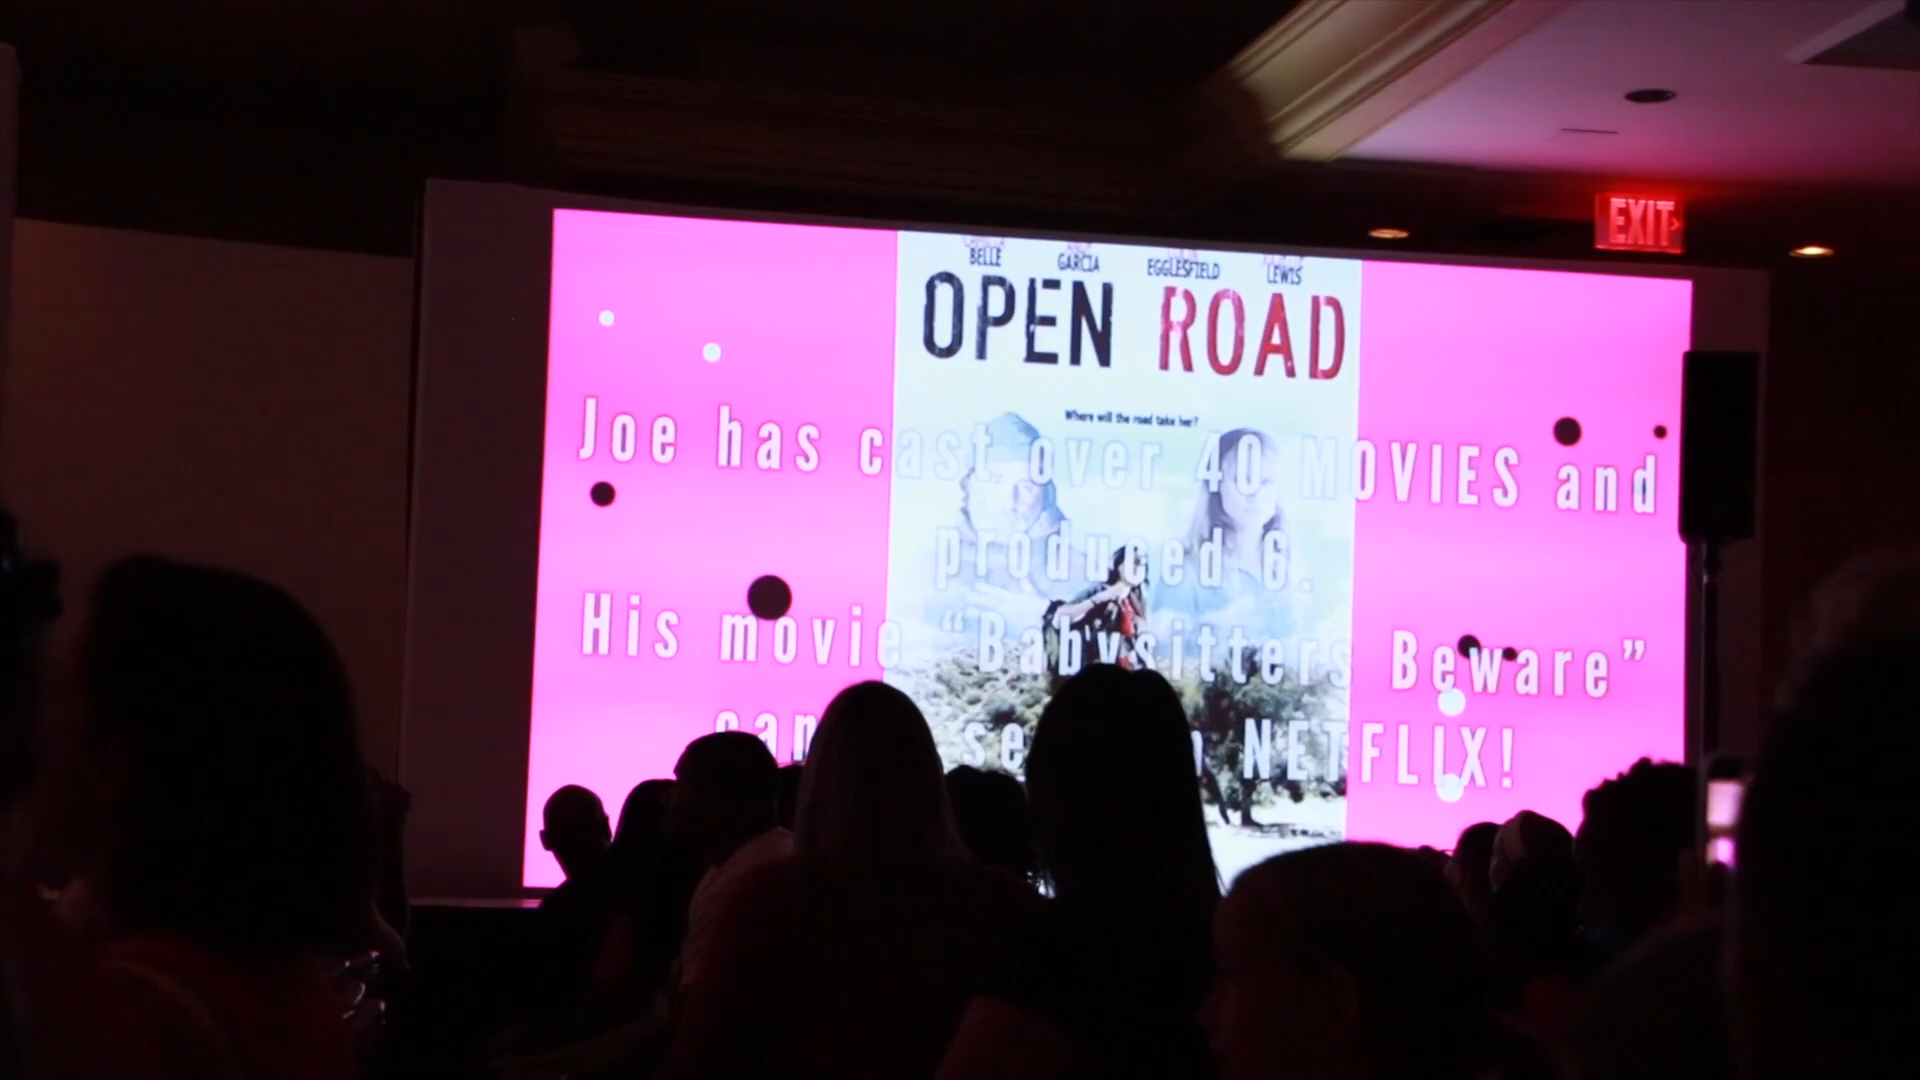 EXIT
BELLE GARCIA EGGLESFIELD LEWIS
OPEN ROAD
Where will the road take her?
Joe has cast over 40 MOVIES and
produced 6.
His movie “Babysitters Beware”
can NETFLIX!